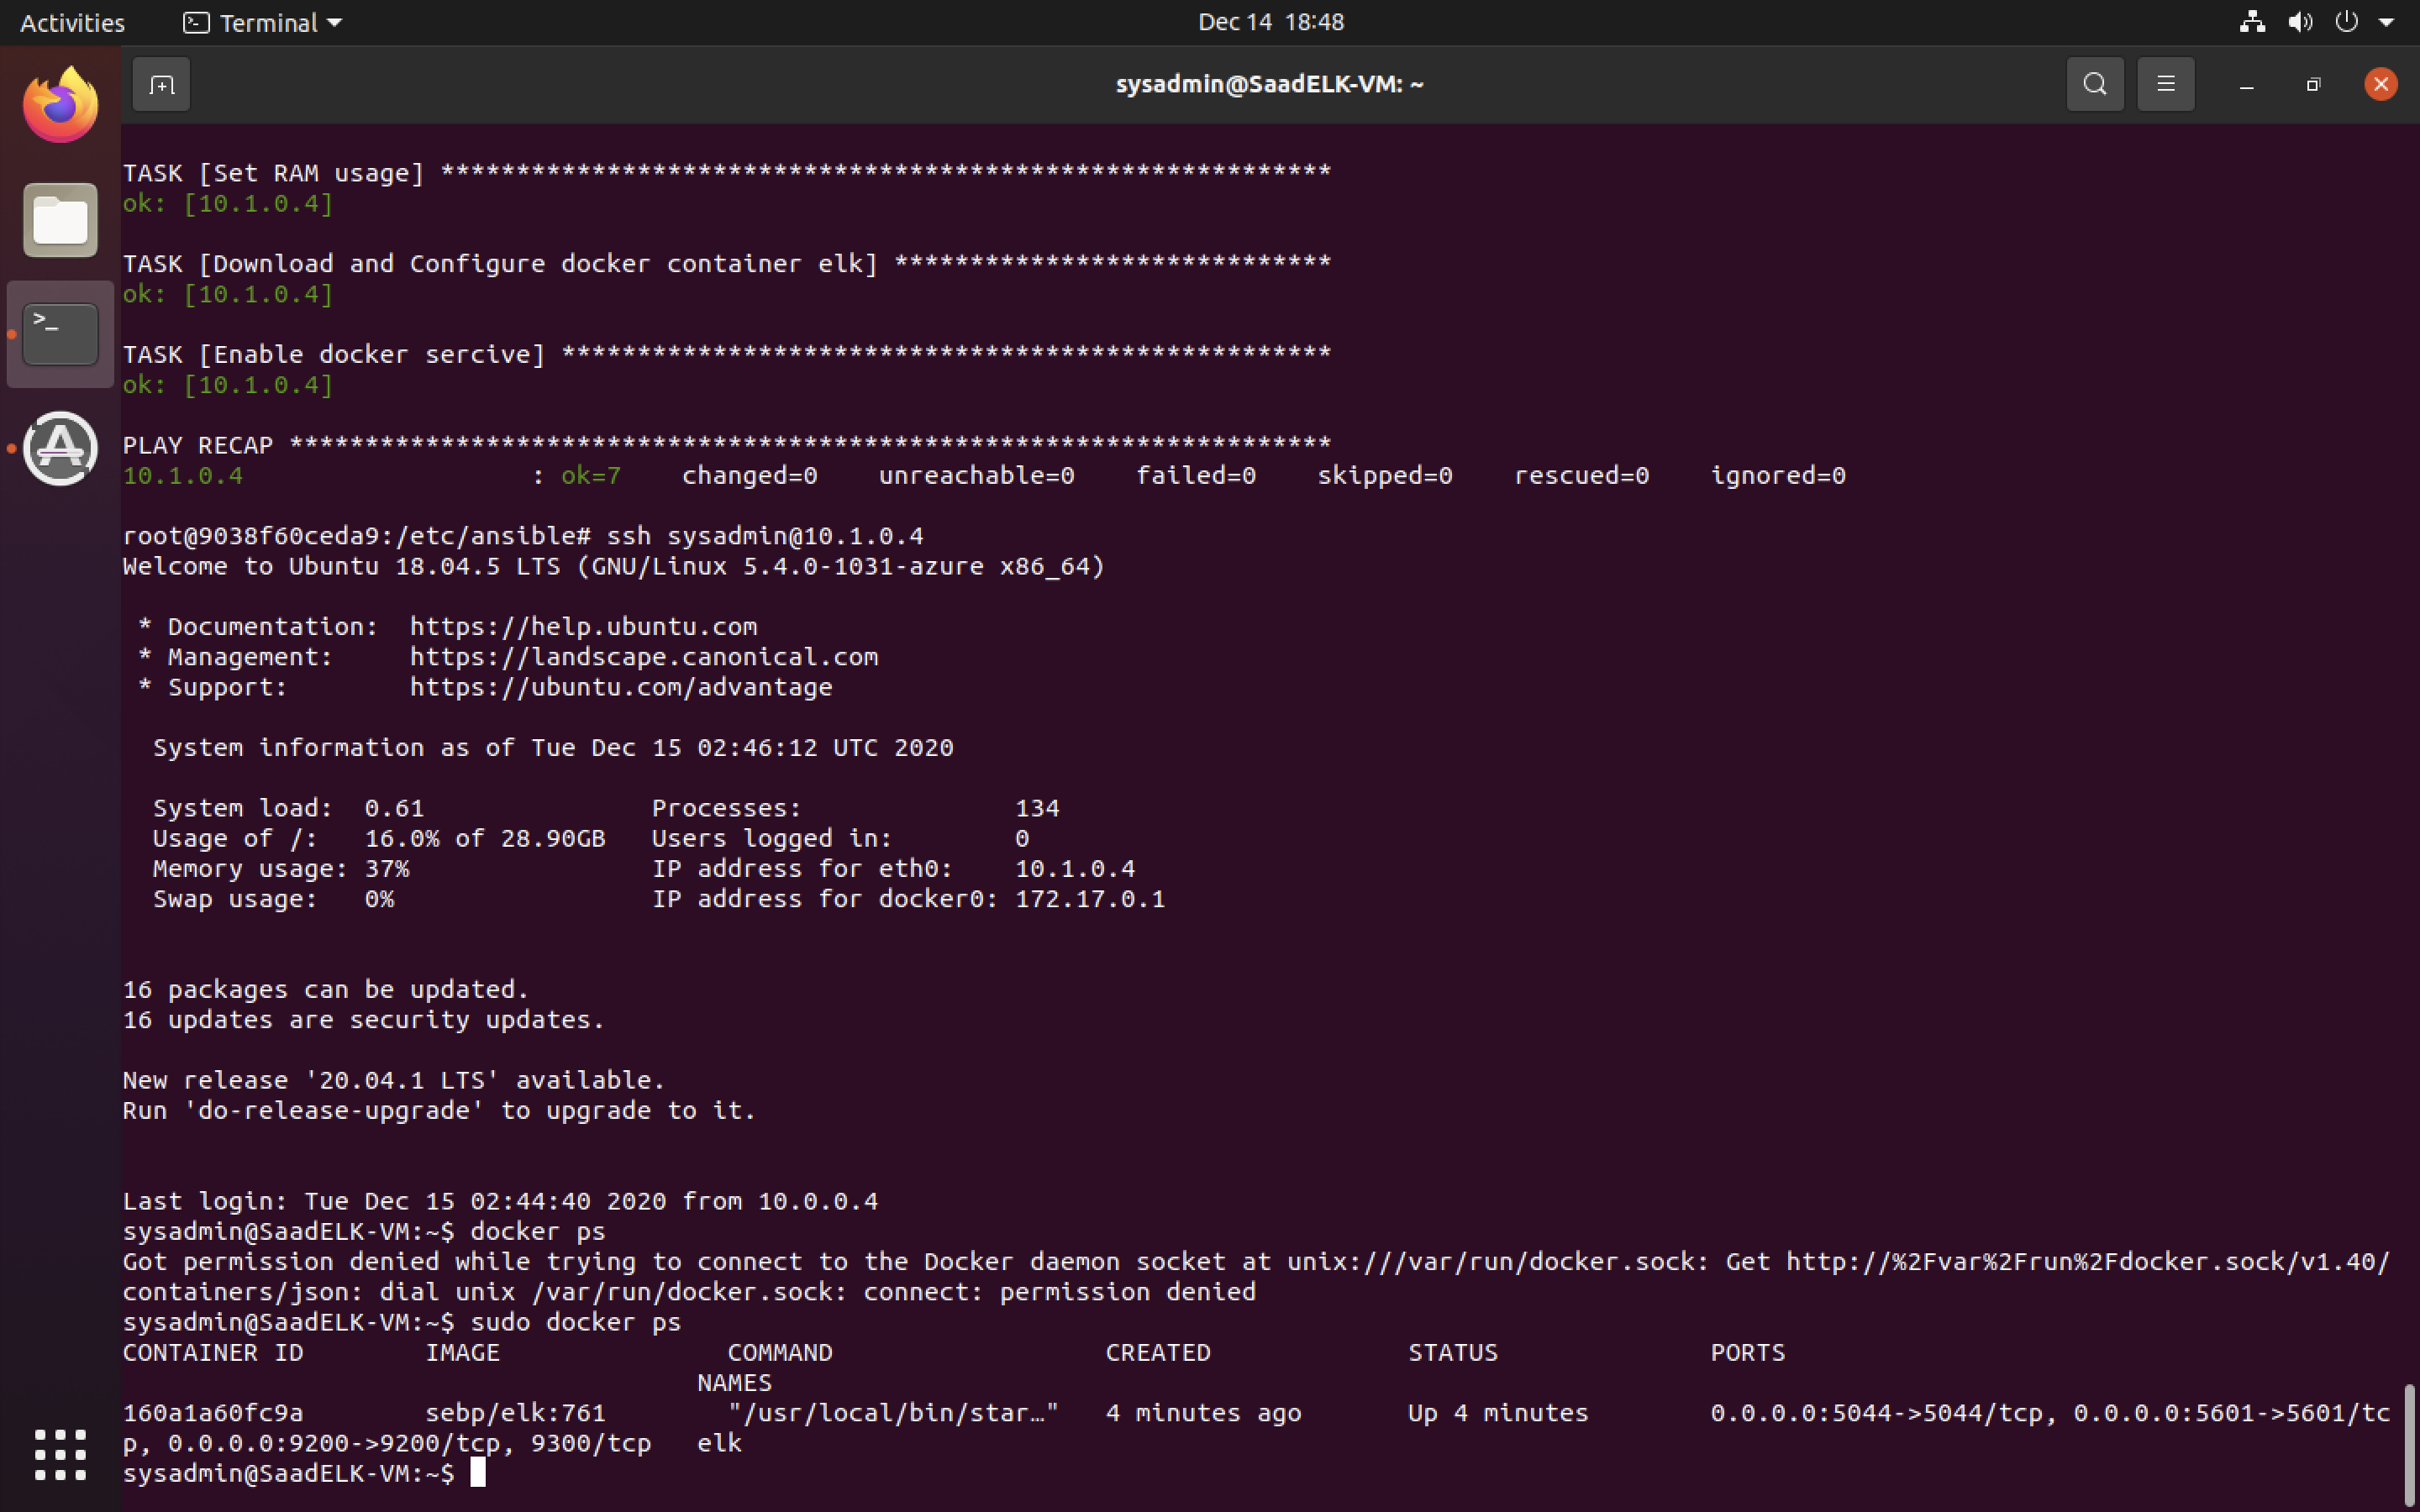 Activities Terminal Dec 14 18:48
sysadmin@SaadELK-VM: ~
TASK [Set RAM usage] ***********************************************************
ok: [10.1.0.4]
TASK [Download and Configure docker container elk] *****************************
ok: [10.1.0.4]
TASK [Enable docker sercive] ***************************************************
ok: [10.1.0.4]
PLAY RECAP *********************************************************************
10.1.0.4                   : ok=7    changed=0    unreachable=0    failed=0    skipped=0    rescued=0    ignored=0
root@9038f60ceda9:/etc/ansible# ssh sysadmin@10.1.0.4
Welcome to Ubuntu 18.04.5 LTS (GNU/Linux 5.4.0-1031-azure x86_64)
 * Documentation:  https://help.ubuntu.com
 * Management:     https://landscape.canonical.com
 * Support:        https://ubuntu.com/advantage
  System information as of Tue Dec 15 02:46:12 UTC 2020
  System load:  0.61               Processes:              134
  Usage of /:   16.0% of 28.90GB   Users logged in:        0
  Memory usage: 37%                IP address for eth0:    10.1.0.4
  Swap usage:   0%                 IP address for docker0: 172.17.0.1
16 packages can be updated.
16 updates are security updates.
New release '20.04.1 LTS' available.
Run 'do-release-upgrade' to upgrade to it.
Last login: Tue Dec 15 02:44:40 2020 from 10.0.0.4
sysadmin@SaadELK-VM:~$ docker ps
Got permission denied while trying to connect to the Docker daemon socket at unix:///var/run/docker.sock: Get http://%2Fvar%2Frun%2Fdocker.sock/v1.40/
containers/json: dial unix /var/run/docker.sock: connect: permission denied
sysadmin@SaadELK-VM:~$ sudo docker ps
CONTAINER ID        IMAGE               COMMAND                  CREATED             STATUS              PORTS
                                      NAMES
160a1a60fc9a        sebp/elk:761        "/usr/local/bin/star…"   4 minutes ago       Up 4 minutes        0.0.0.0:5044->5044/tcp, 0.0.0.0:5601->5601/tc
p, 0.0.0.0:9200->9200/tcp, 9300/tcp   elk
sysadmin@SaadELK-VM:~$